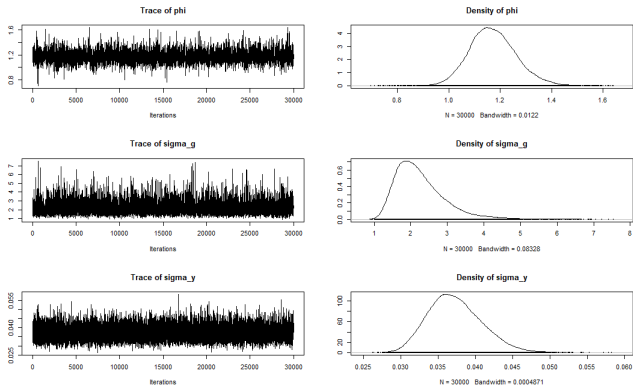 Trace of phi
1.6
1.2
0.8
0 5000 10000 15000 20000 25000 30000
Iterations
Density of phi
4
3
2
1
0
0.8 1.0 1.2 1.4 1.6
N = 30000 Bandwidth = 0.0122
Trace of sigma_g
7
6
5
4
3
2
1
0 5000 10000 15000 20000 25000 30000
Iterations
Density of sigma_g
0.6
0.4
0.2
0.0
1 2 3 4 5 6 7 8
N = 30000 Bandwidth = 0.08328
Trace of sigma_y
0.055
0.040
0.025
0 5000 10000 15000 20000 25000 30000
Iterations
Density of sigma_y
100
60
20
0
0.025 0.030 0.035 0.040 0.045 0.050 0.055 0.060
N = 30000 Bandwidth = 0.0004871